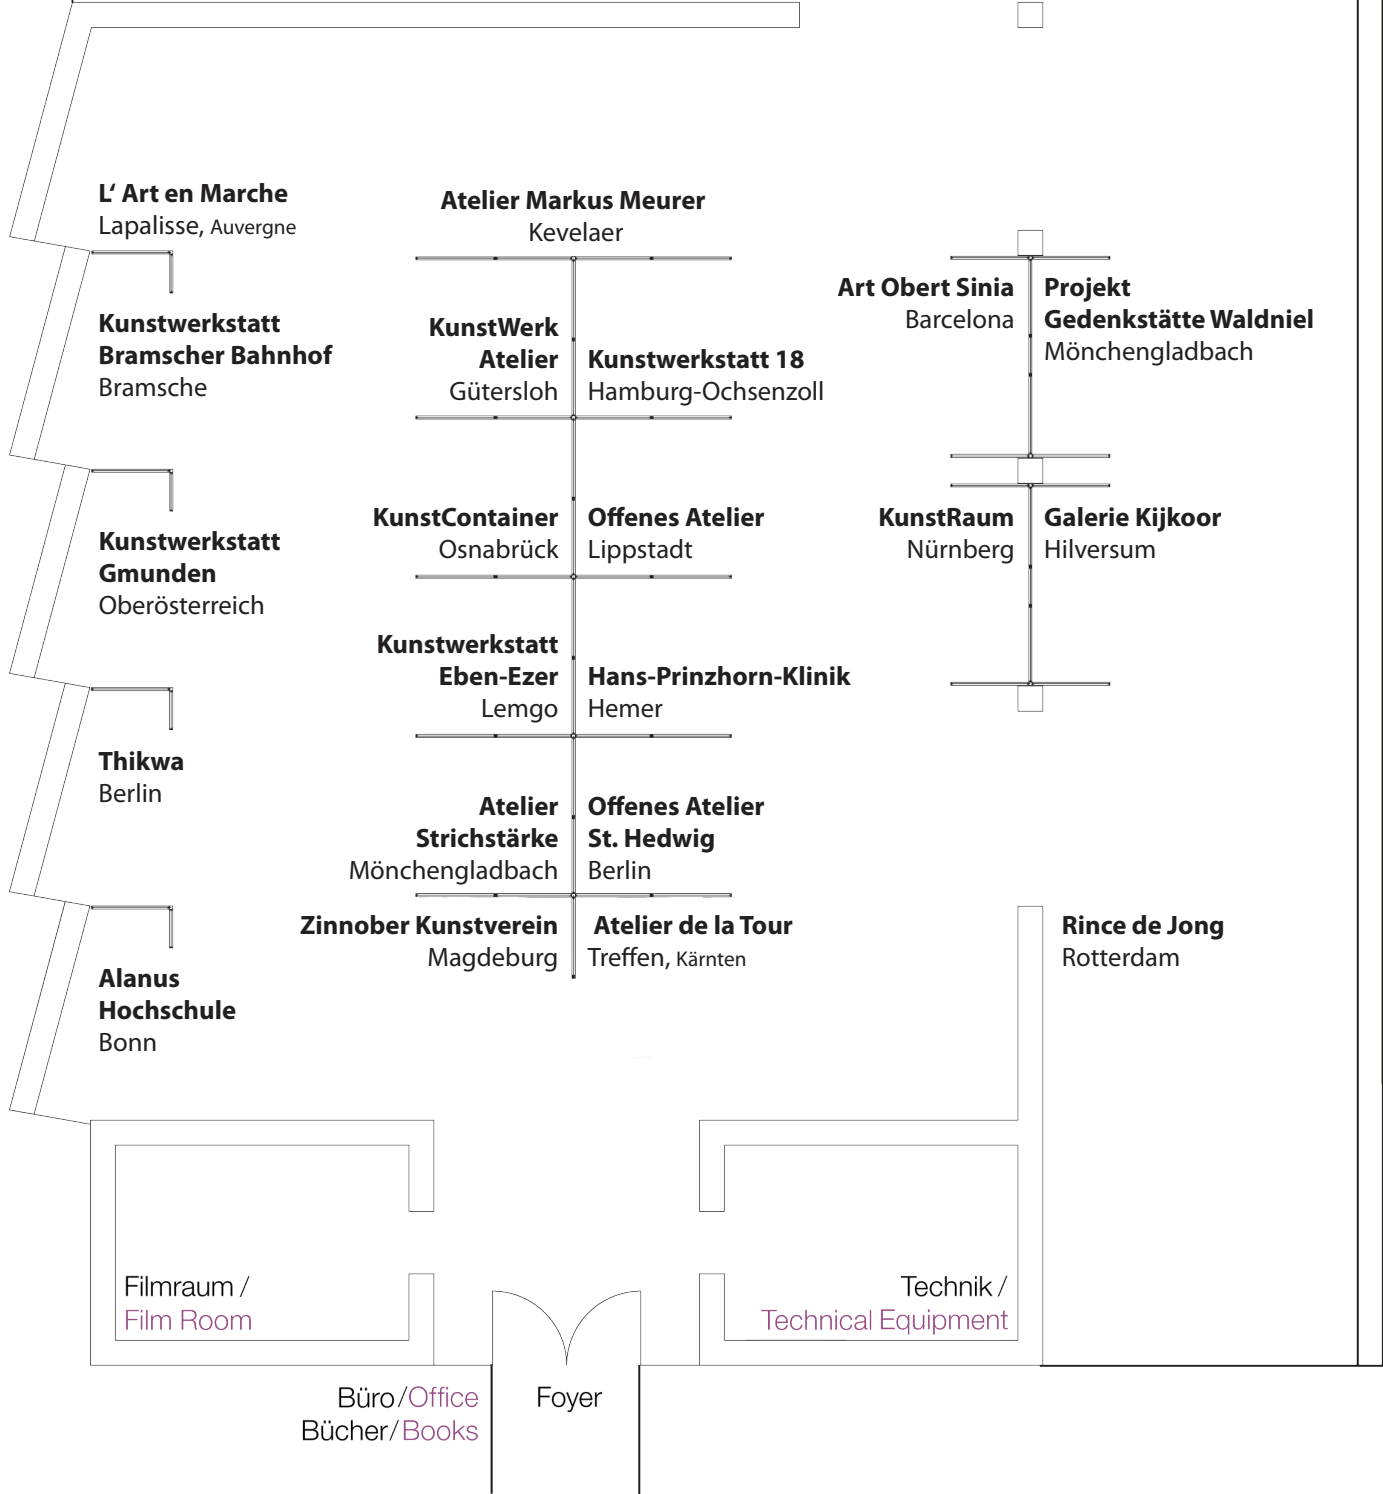 L‘ Art en Marche
Lapalisse, Auvergne
Kunstwerkstatt
Bramscher Bahnhof
Bramsche
Kunstwerkstatt
Gmunden
Oberösterreich
Thikwa
Berlin
Alanus
Hochschule
Bonn
Atelier Markus Meurer
Kevelaer
KunstWerk
Atelier
Gütersloh
Kunstwerkstatt 18
Hamburg-Ochsenzoll
KunstContainer
Osnabrück
Offenes Atelier
Lippstadt
Kunstwerkstatt
Eben-Ezer
Lemgo
Hans-Prinzhorn-Klinik
Hemer
Atelier
Strichstärke
Mönchengladbach
Offenes Atelier
St. Hedwig
Berlin
Zinnober Kunstverein
Magdeburg
Atelier de la Tour
Treffen, Kärnten
Art Obert Sinia
Barcelona
Projekt
Gedenkstätte Waldniel
Mönchengladbach
KunstRaum
Nürnberg
Galerie Kijkoor
Hilversum
Rince de Jong
Rotterdam
Filmraum /
Film Room
Technik /
Technical Equipment
Büro/Office
Bücher/Books
Foyer